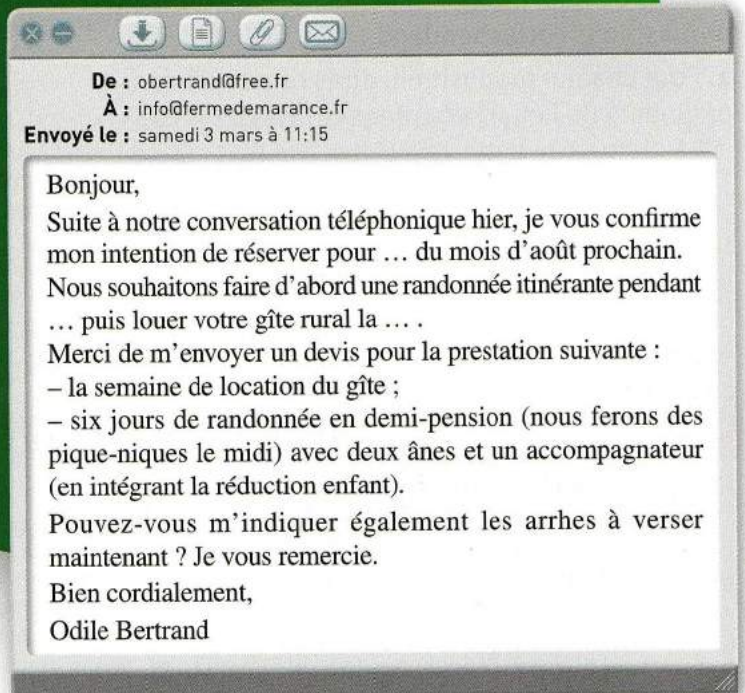 De : obertrand@free.fr
À : info@fermedemarance.fr
Envoyé le : samedi 3 mars à 11:15
Bonjour,
Suite à notre conversation téléphonique hier, je vous confirme
mon intention de réserver pour … du mois d'août prochain.
Nous souhaitons faire d'abord une randonnée itinérante pendant
… puis louer votre gîte rural la … .
Merci de m'envoyer un devis pour la prestation suivante :
– la semaine de location du gîte ;
– six jours de randonnée en demi-pension (nous ferons des
pique-niques le midi) avec deux ânes et un accompagnateur
(en intégrant la réduction enfant).
Pouvez-vous m'indiquer également les arrhes à verser
maintenant ? Je vous remercie.
Bien cordialement,
Odile Bertrand